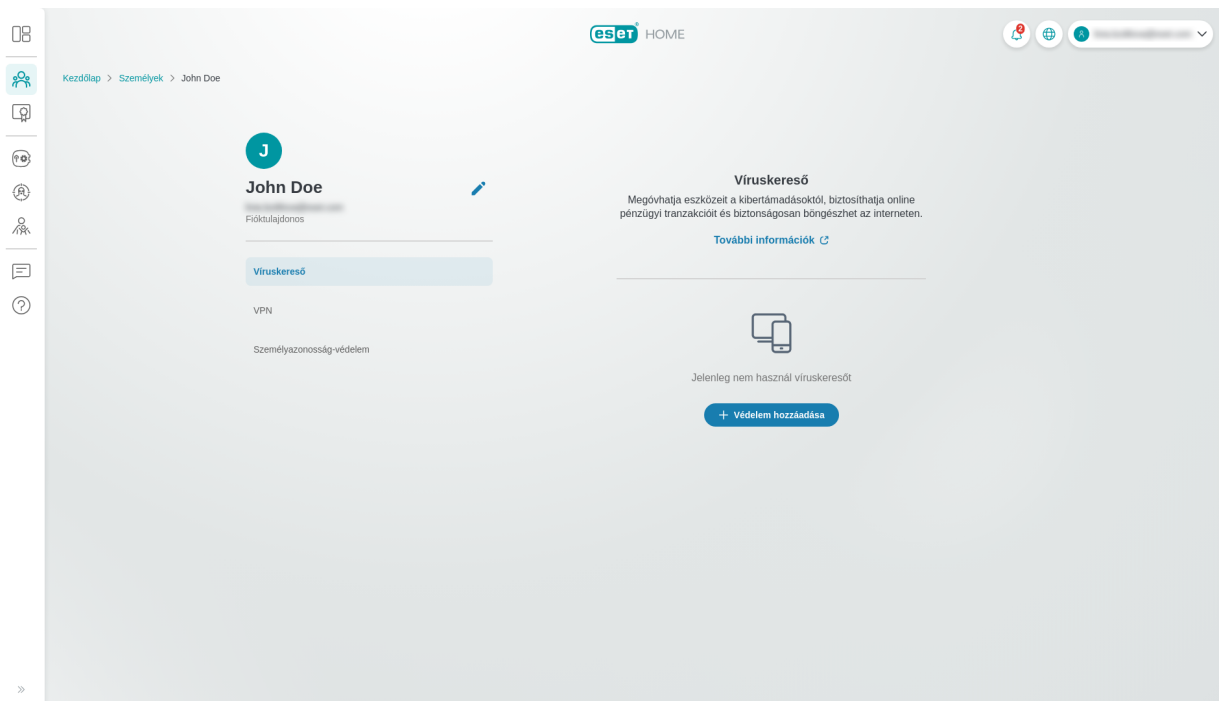 eseT HOME
2
Kezdőlap > Személyek > John Doe
J
John Doe
Fióktulajdonos
Víruskereső
VPN
Személyazonosság-védelem
Víruskereső
Megóvhatja eszközeit a kibertámadásoktól, biztosíthatja online
pénzügyi tranzakcióit és biztonságosan böngészhet az interneten.
További információk
Jelenleg nem használ víruskeresőt
+ Védelem hozzáadása